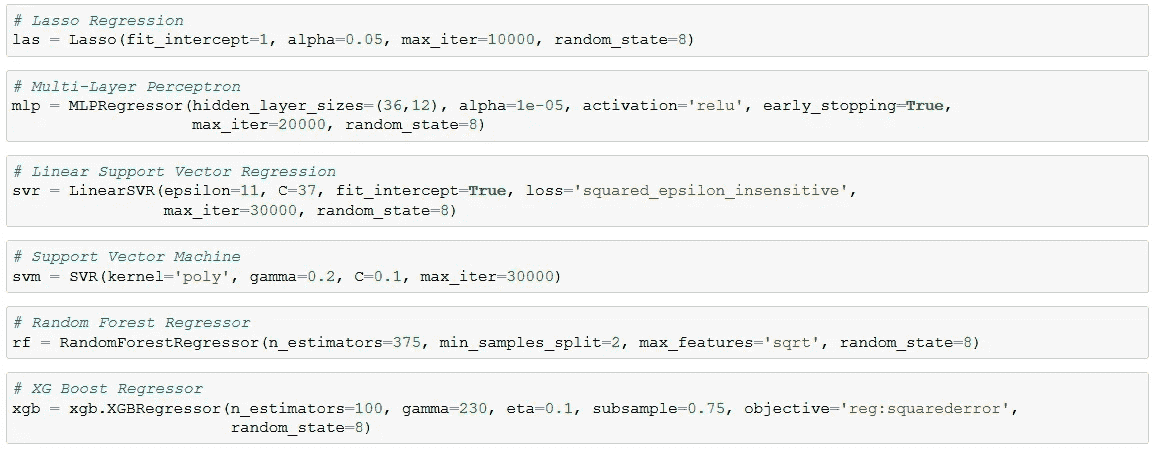 # Lasso Regression
las = Lasso(fit_intercept=1, alpha=0.05, max_iter=10000, random_state=8)
# Multi-Layer Perceptron
mlp = MLPRegressor(hidden_layer_sizes=(36,12), alpha=1e-05, activation='relu', early_stopping=True,
max_iter=20000, random_state=8)
# Linear Support Vector Regression
svr = LinearSVR(epsilon=11, C=37, fit_intercept=True, loss='squared_epsilon_insensitive',
max_iter=30000, random_state=8)
# Support Vector Machine
svm = SVR(kernel='poly', gamma=0.2, C=0.1, max_iter=30000)
# Random Forest Regressor
rf = RandomForestRegressor(n_estimators=375, min_samples_split=2, max_features='sqrt', random_state=8)
# XG Boost Regressor
xgb = xgb.XGBRegressor(n_estimators=100, gamma=230, eta=0.1, subsample=0.75, objective='reg:squarederror',
random_state=8)